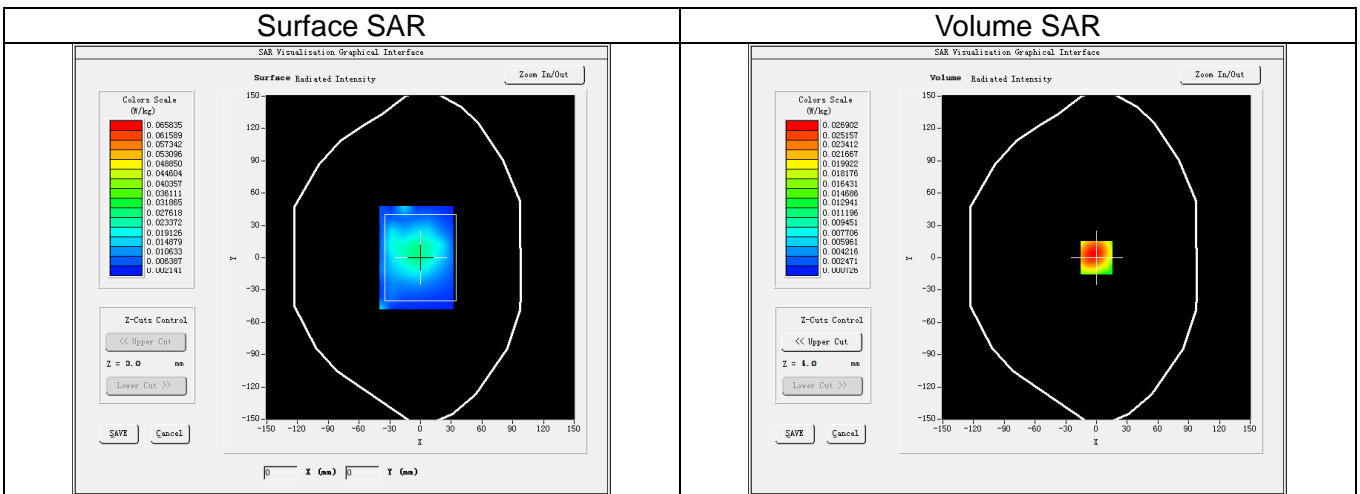 Surface SAR
SAR Visualisation Graphical Interface
Surface Radiated Intensity
Zoom In/Out
Colors Scale
(W/kg)
0.065835
0.061589
0.057342
0.053096
0.048850
0.044604
0.040357
0.036111
0.031865
0.027618
0.023372
0.019126
0.014879
0.010633
0.006387
0.002141
Z-Cuts Control
<< Upper Cut
Z = 0.0 mm
Lower Cut >>
SAVE
Cancel
150
120
90
60
30
0
-30
-60
-90
-120
-150
Y
-150 -120 -90 -60 -30 0 30 60 90 120 150
X
0 X (mm) 0 Y (mm)
Volume SAR
SAR Visualisation Graphical Interface
Volume Radiated Intensity
Zoom In/Out
Colors Scale
(W/kg)
0.026902
0.025157
0.023412
0.021667
0.019922
0.018176
0.016431
0.014686
0.012941
0.011196
0.009451
0.007706
0.005961
0.004216
0.002471
0.000726
Z-Cuts Control
<< Upper Cut
Z = 4.0 mm
Lower Cut >>
SAVE
Cancel
150
120
90
60
30
0
-30
-60
-90
-120
-150
Y
-150 -120 -90 -60 -30 0 30 60 90 120 150
X